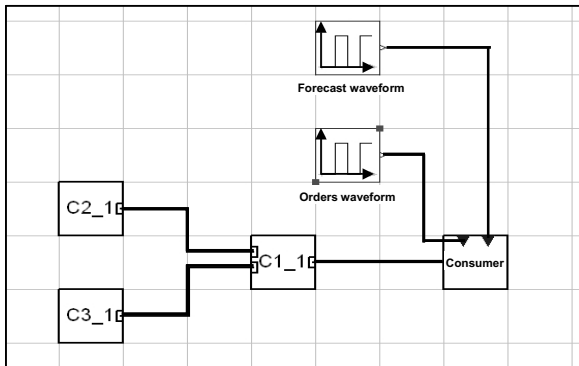 Forecast waveform
Orders waveform
C2_1
C1_1
Consumer
C3_1